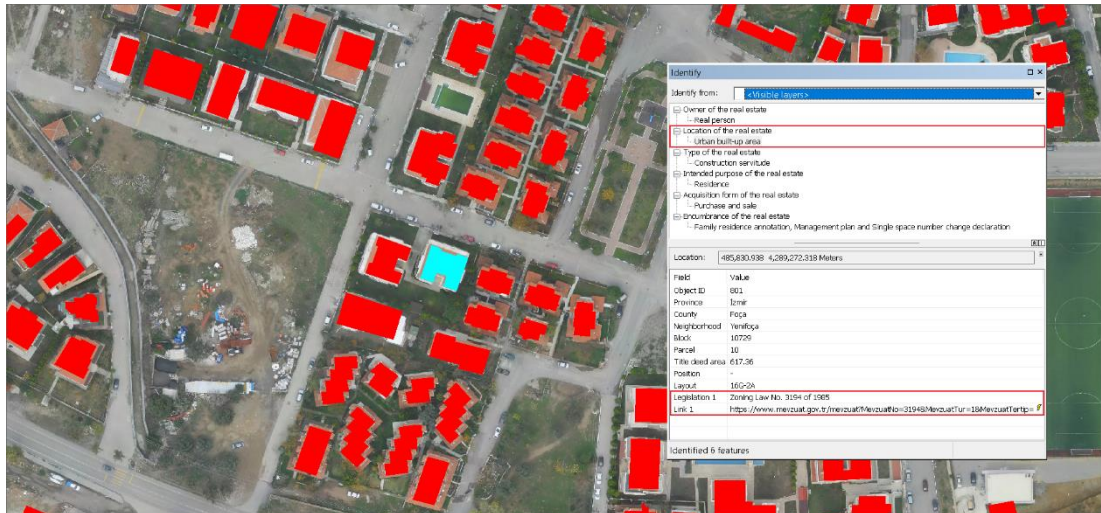 Identify
Identify from: <Visible layers>
Owner of the real estate
Real person
Location of the real estate
Urban built-up area
Type of the real estate
Construction servitude
Intended purpose of the real estate
Residence
Acquisition form of the real estate
Purchase and sale
Encumbrance of the real estate
Family residence annotation, Management plan and Single space number change declaration
Location: 485,830.938 4,289,272.318 Meters
Field Value
Object ID 801
Province İzmir
County Foça
Neighborhood Yenifoça
Block 10729
Parcel 10
Title deed area 617.36
Position -
Layout 16G-2A
Legislation 1 Zoning Law No. 3194 of 1985
Link 1 https://www.mevzuat.gov.tr/mevzuat?MevzuatNo=3194&MevzuatTur=1&MevzuatTertip=
Identified 6 features